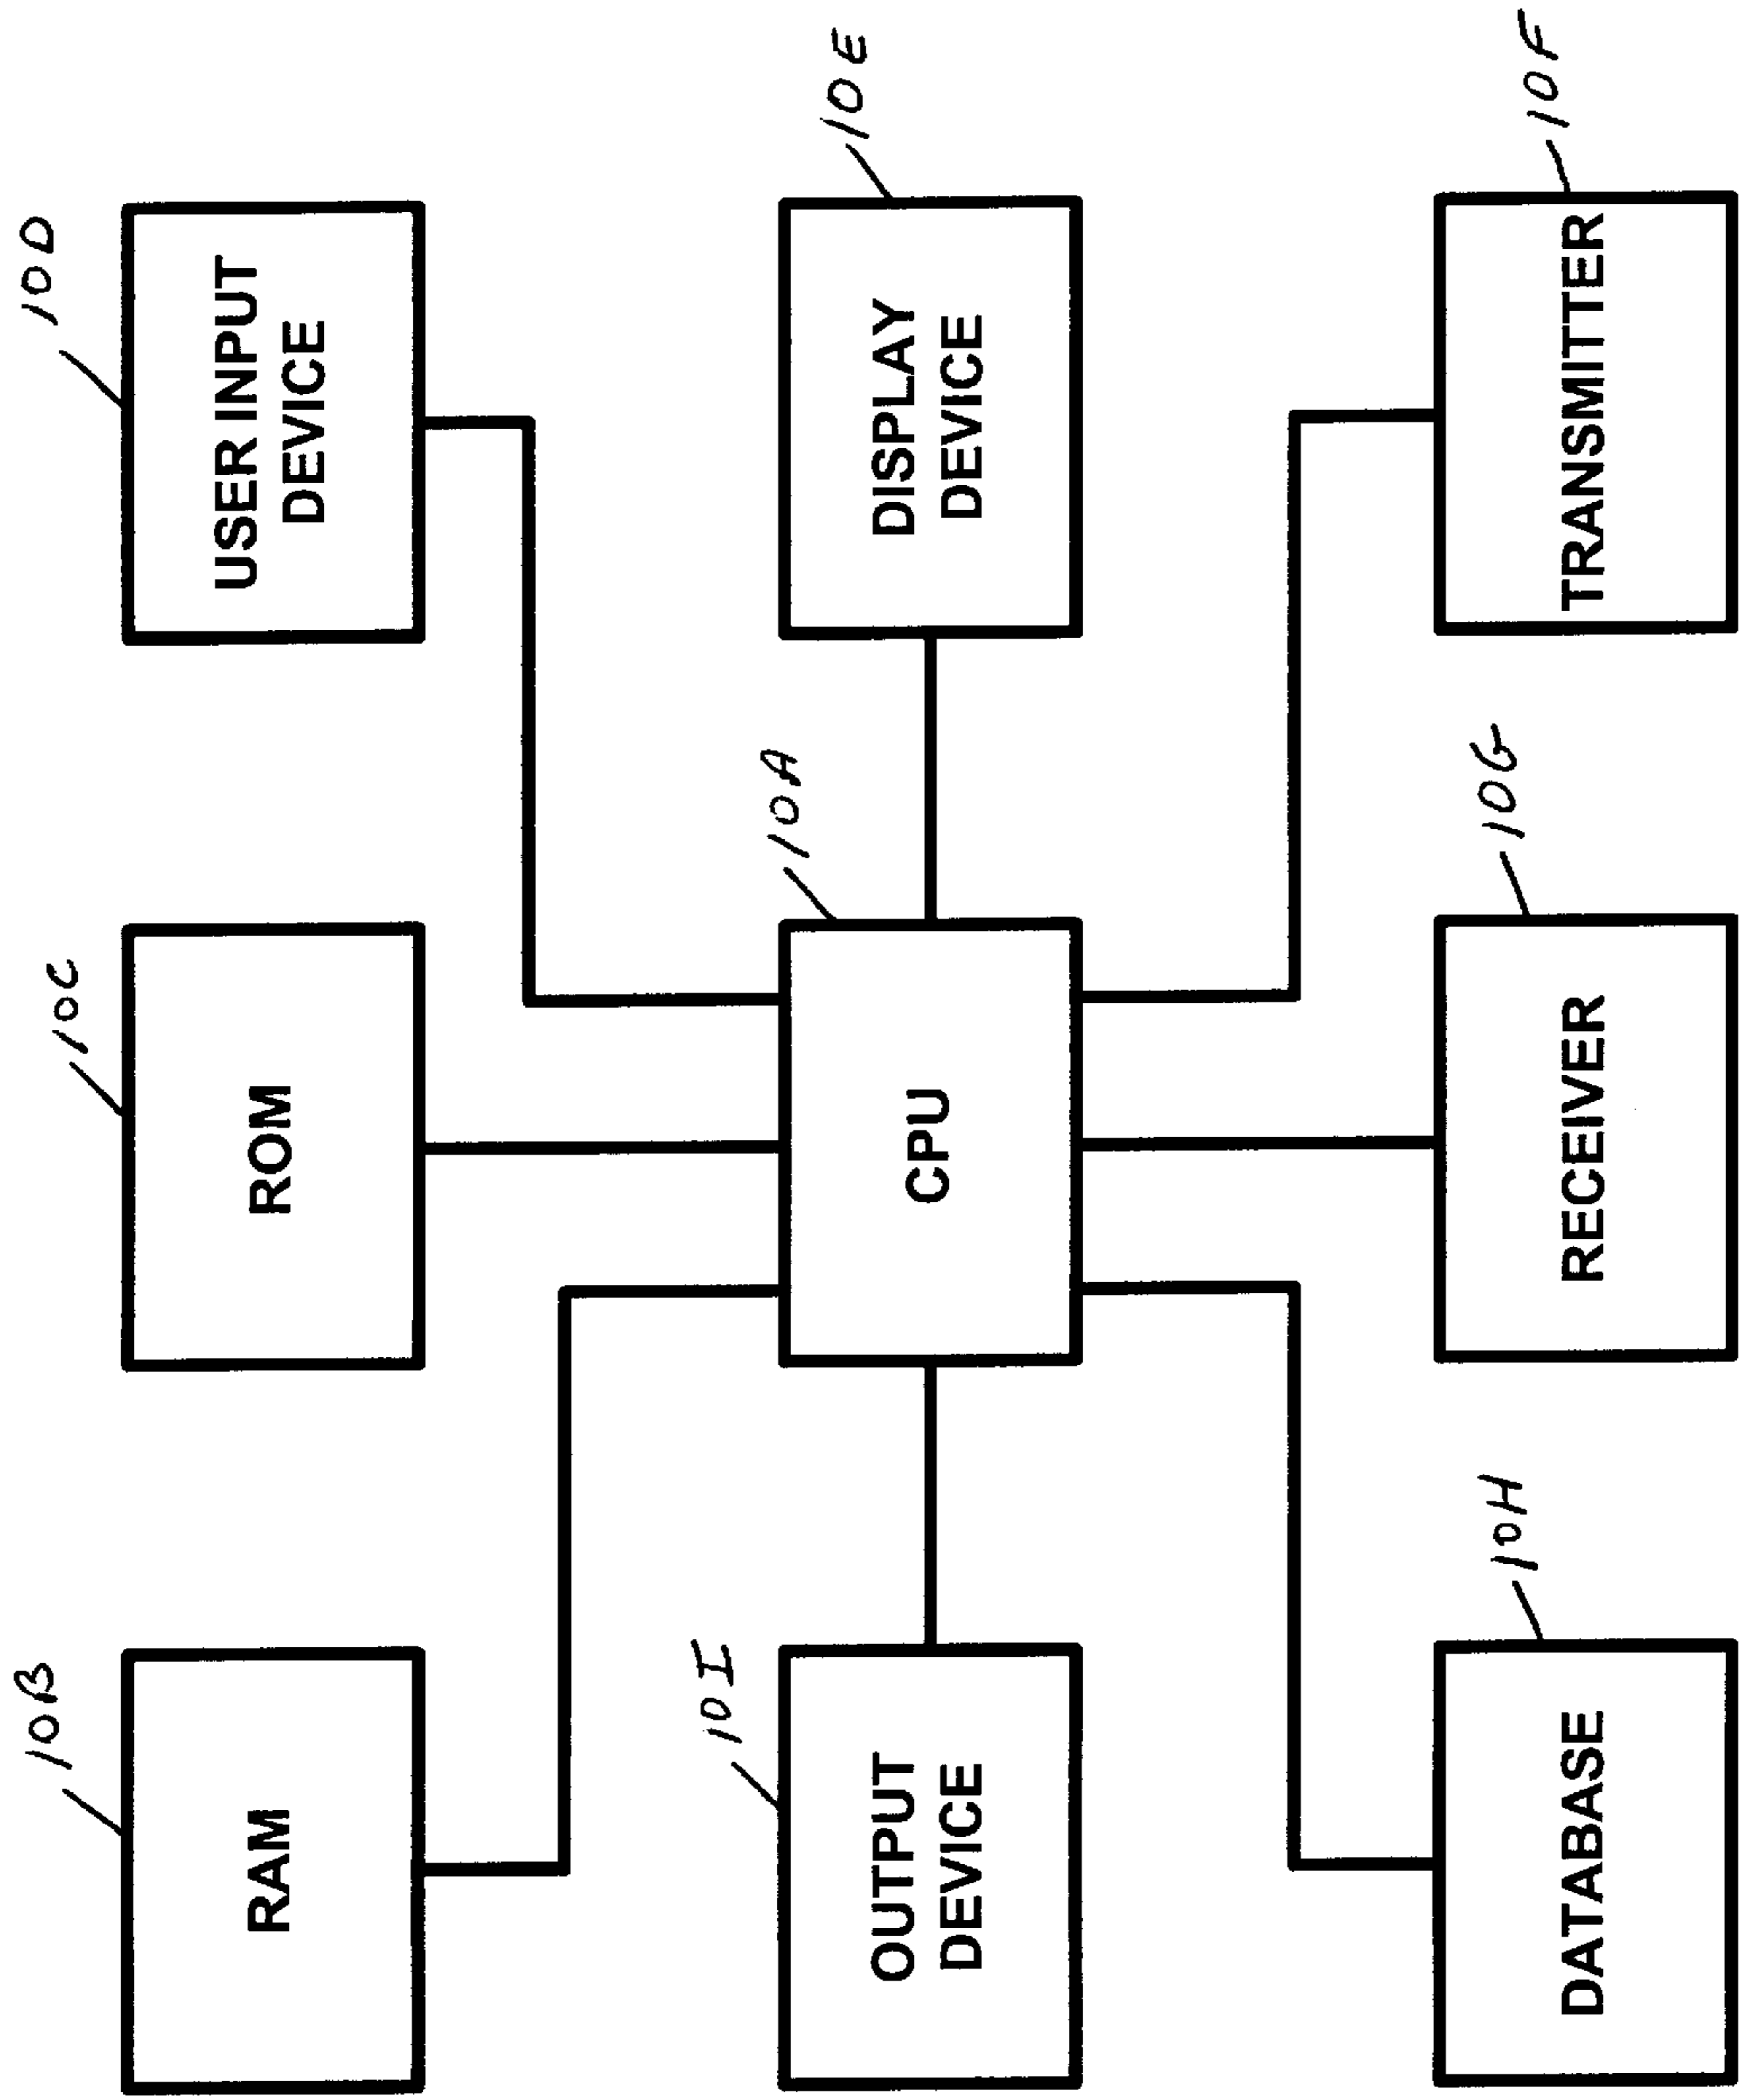 10B
10C
10D
RAM
ROM
USER INPUT
DEVICE
10I
10A
10E
OUTPUT
DEVICE
CPU
DISPLAY
DEVICE
10H
10G
10F
DATABASE
RECEIVER
TRANSMITTER